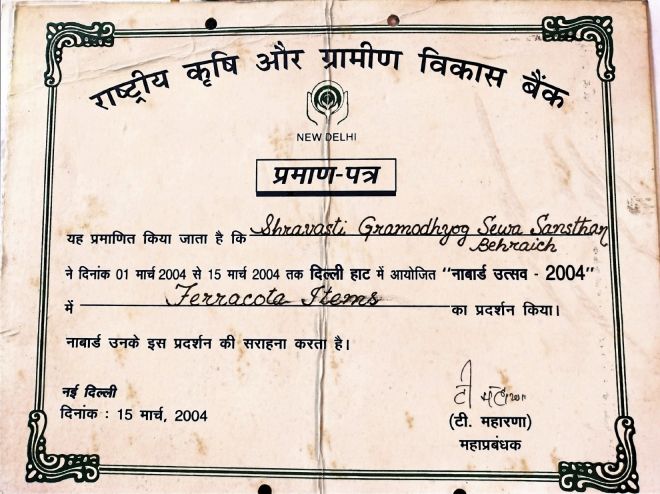 राष्ट्रीय कृषि और ग्रामीण विकास बैंक
NEW DELHI
प्रमाण-पत्र
यह प्रमाणित किया जाता है कि Shravasti Gramodhyog Sewa Sansthan
Behraich
ने दिनांक 01 मार्च 2004 से 15 मार्च 2004 तक दिल्ली हाट में आयोजित "नाबार्ड उत्सव - 2004"
में Terracota Items का प्रदर्शन किया।
नाबार्ड उनके इस प्रदर्शन की सराहना करता है।
नई दिल्ली
दिनांक : 15 मार्च, 2004
(टी. महारणा)
महाप्रबंधक